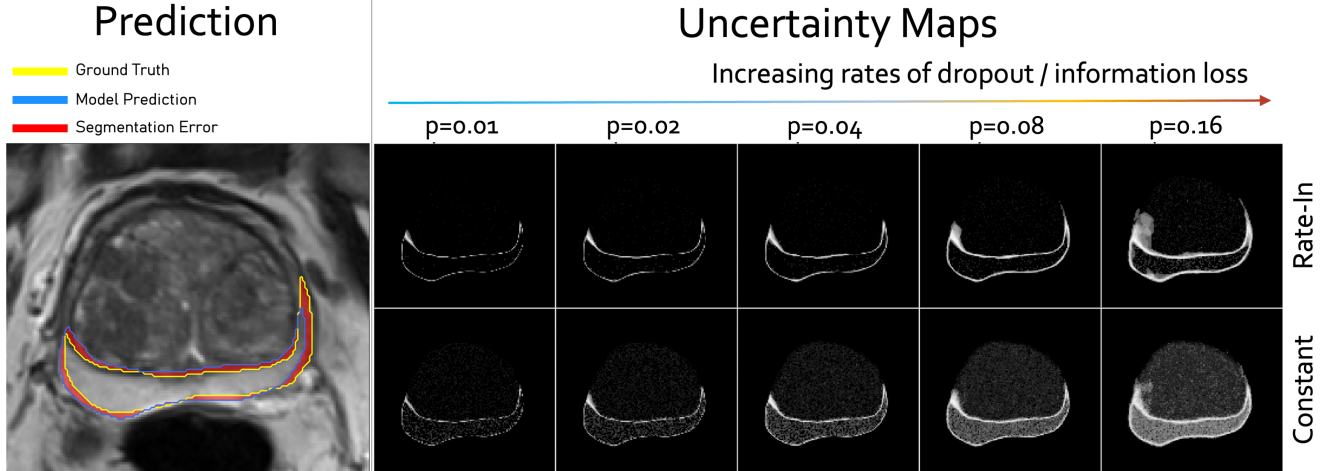 Prediction
Ground Truth
Model Prediction
Segmentation Error
Uncertainty Maps
Increasing rates of dropout / information loss
p=0.01 p=0.02 p=0.04 p=0.08 p=0.16
Rate-In
Constant